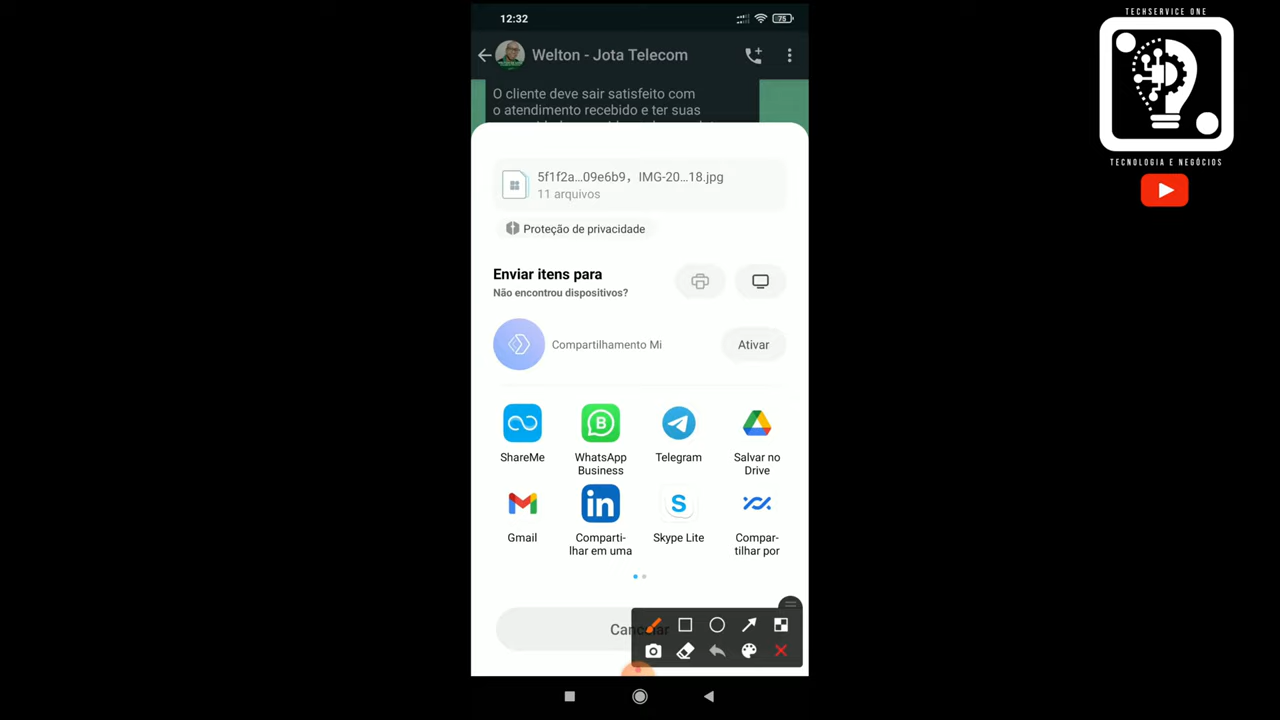 12:32
75
Welton - Jota Telecom
O cliente deve sair satisfeito com
o atendimento recebido e ter suas
5f1f2a...09e6b9, IMG-20...18.jpg
11 arquivos
Proteção de privacidade
Enviar itens para
Não encontrou dispositivos?
Compartilhamento Mi
Ativar
ShareMe
WhatsApp
Business
Telegram
Salvar no
Drive
Gmail
Comparti-
lhar em uma
Skype Lite
Compar-
tilhar por
Cancelar
TECHSERVICE ONE
TECNOLOGIA E NEGÓCIOS